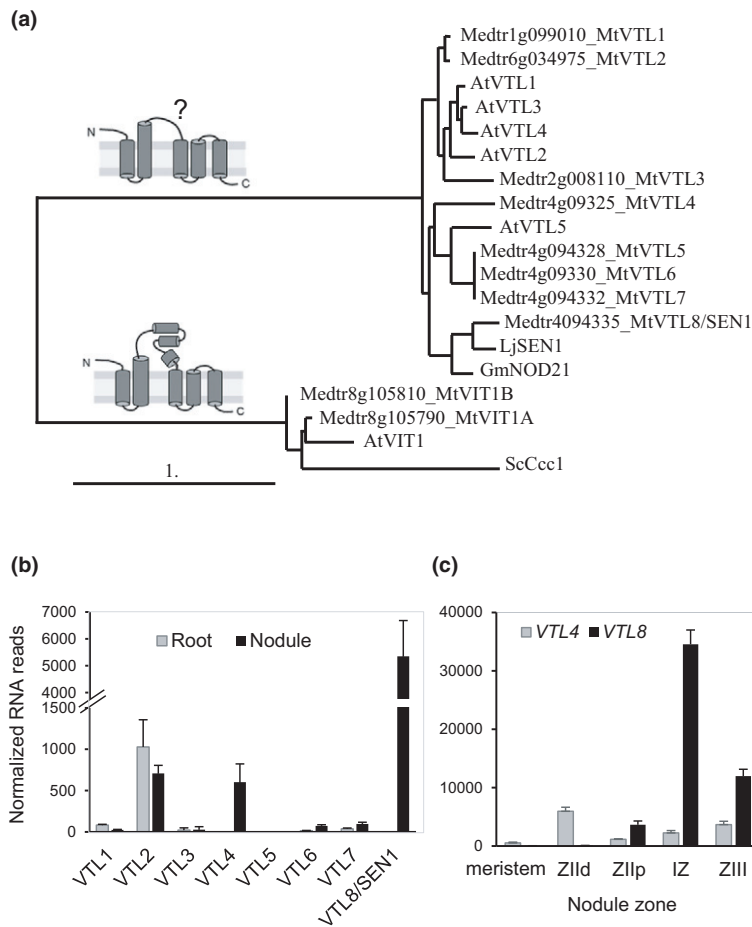 (a)
Medtr1g099010_MtVTL1
Medtr6g034975_MtVTL2
AtVTL1
AtVTL3
AtVTL4
AtVTL2
Medtr2g008110_MtVTL3
Medtr4g09325_MtVTL4
AtVTL5
Medtr4g094328_MtVTL5
Medtr4g09330_MtVTL6
Medtr4g094332_MtVTL7
Medtr4094335_MtVTL8/SEN1
LjSEN1
GmNOD21
Medtr8g105810_MtVIT1B
Medtr8g105790_MtVIT1A
AtVIT1
ScCcc1
?
N
C
N
C
1.
(b)
Normalized RNA reads
7000
6000
5000
4000
1500
1000
500
0
Root
Nodule
VTL1
VTL2
VTL3
VTL4
VTL5
VTL6
VTL7
VTL8/SEN1
(c)
40000
30000
20000
10000
0
VTL4
VTL8
meristem
ZIId
ZIIp
IZ
ZIII
Nodule zone